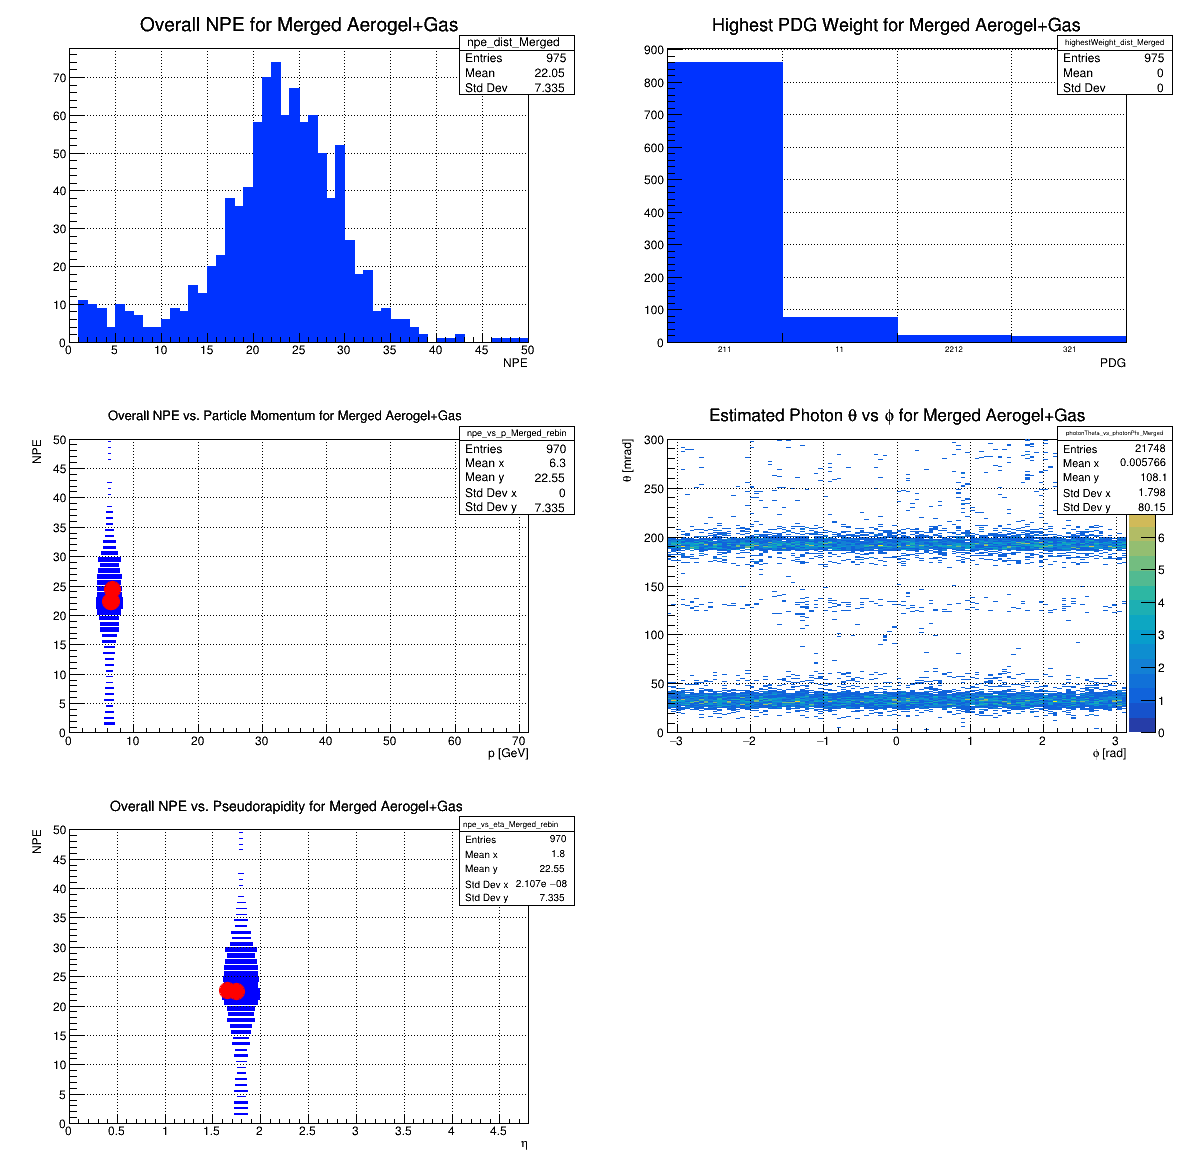 Overall NPE for Merged Aerogel+Gas
npe_dist_Merged
Entries 975
Mean 22.05
Std Dev 7.335
70
60
50
40
30
20
10
0
0 5 10 15 20 25 30 35 40 45 50
NPE
Highest PDG Weight for Merged Aerogel+Gas
highestWeight_dist_Merged
Entries 975
Mean 0
Std Dev 0
900
800
700
600
500
400
300
200
100
0
211 11 2212 321
PDG
Overall NPE vs. Particle Momentum for Merged Aerogel+Gas
npe_vs_p_Merged_rebin
Entries 970
Mean x 6.3
Mean y 22.55
Std Dev x 0
Std Dev y 7.335
NPE
50
45
40
35
30
25
20
15
10
5
0
0 10 20 30 40 50 60 70
p [GeV]
Estimated Photon θ vs ϕ for Merged Aerogel+Gas
photonTheta_vs_photonPhi_Merged
Entries 21748
Mean x 0.005766
Mean y 108.1
Std Dev x 1.798
Std Dev y 80.15
θ [mrad]
300
250
200
150
100
50
0
−3 −2 −1 0 1 2 3
ϕ [rad]
6
5
4
3
2
1
0
Overall NPE vs. Pseudorapidity for Merged Aerogel+Gas
npe_vs_eta_Merged_rebin
Entries 970
Mean x 1.8
Mean y 22.55
Std Dev x 2.107e −08
Std Dev y 7.335
NPE
50
45
40
35
30
25
20
15
10
5
0
0 0.5 1 1.5 2 2.5 3 3.5 4 4.5
η